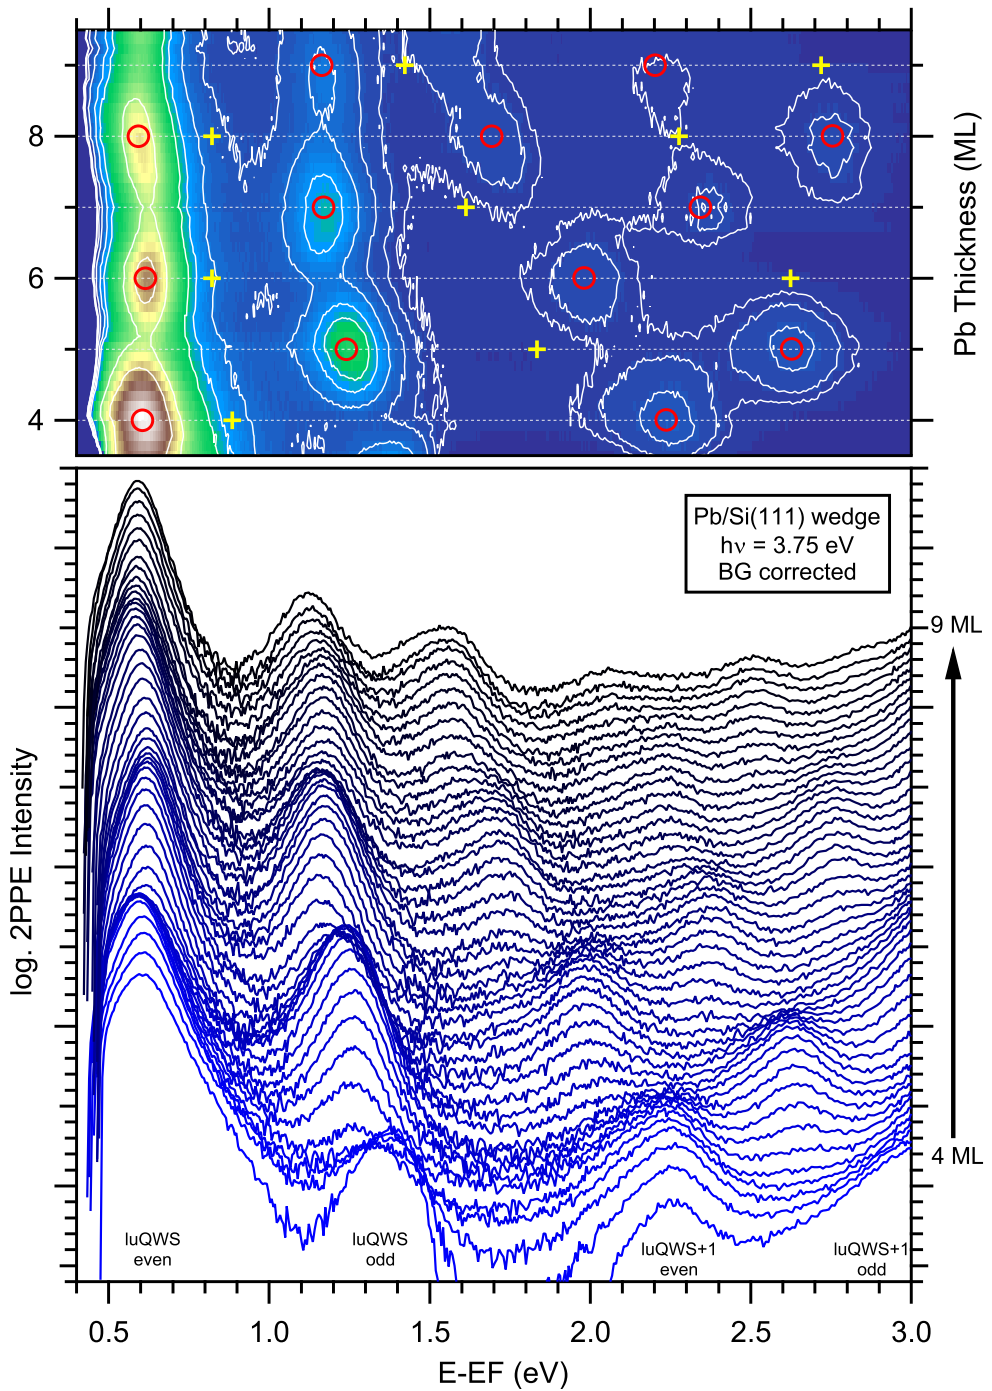 8
6
4
Pb Thickness (ML)
Pb/Si(111) wedge
hν = 3.75 eV
BG corrected
9 ML
4 ML
log. 2PPE Intensity
luQWS
even
luQWS
odd
luQWS+1
even
luQWS+1
odd
0.5 1.0 1.5 2.0 2.5 3.0
E-EF (eV)